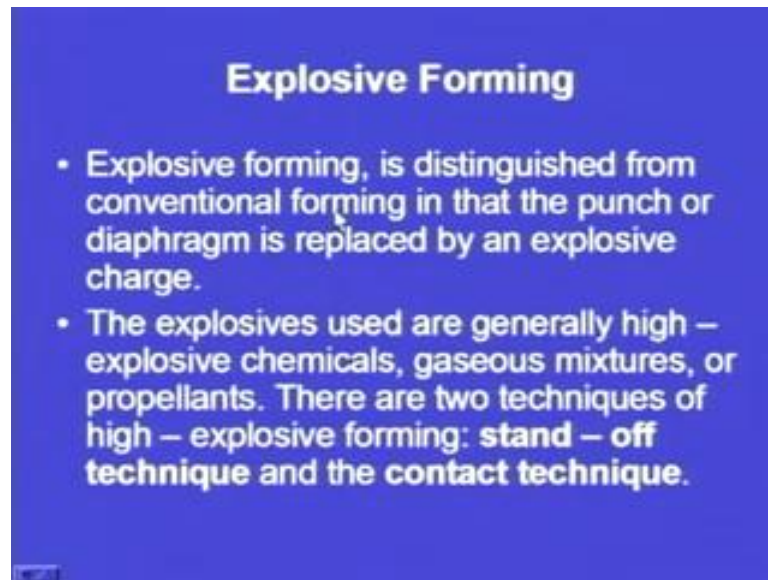 Explosive Forming
• Explosive forming, is distinguished from
conventional forming in that the punch or
diaphragm is replaced by an explosive
charge.
• The explosives used are generally high –
explosive chemicals, gaseous mixtures, or
propellants. There are two techniques of
high – explosive forming: stand – off
technique and the contact technique.